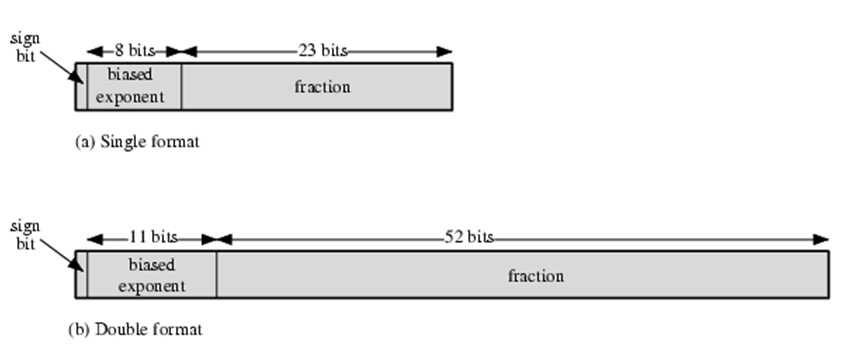 sign
bit
8 bits
23 bits
biased
exponent
fraction
(a) Single format
sign
bit
11 bits
52 bits
biased
exponent
fraction
(b) Double format